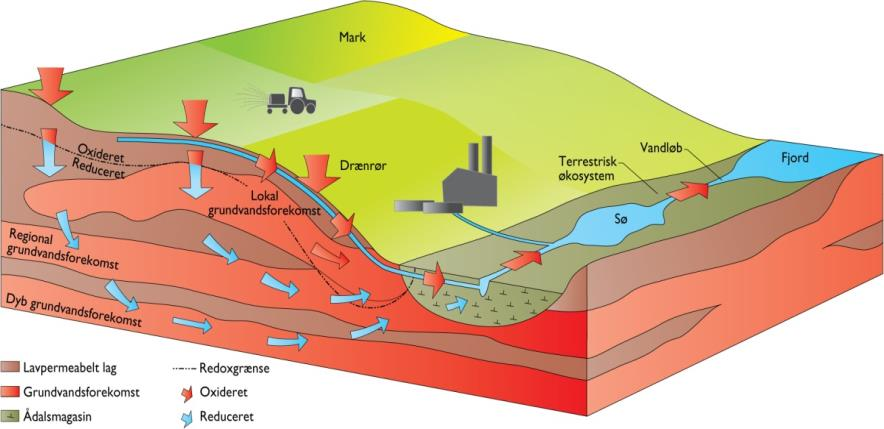 Mark
Oxideret
Reduceret
Drænrør
Lokal
grundvandsforekomst
Terrestrisk
økosystem
Vandløb
Fjord
Sø
Regional
grundvandsforekomst
Dyb grundvandsforekomst
Lavpermeabelt lag
Grundvandsforekomst
Ådalsmagasin
Redoxgrænse
Oxideret
Reduceret